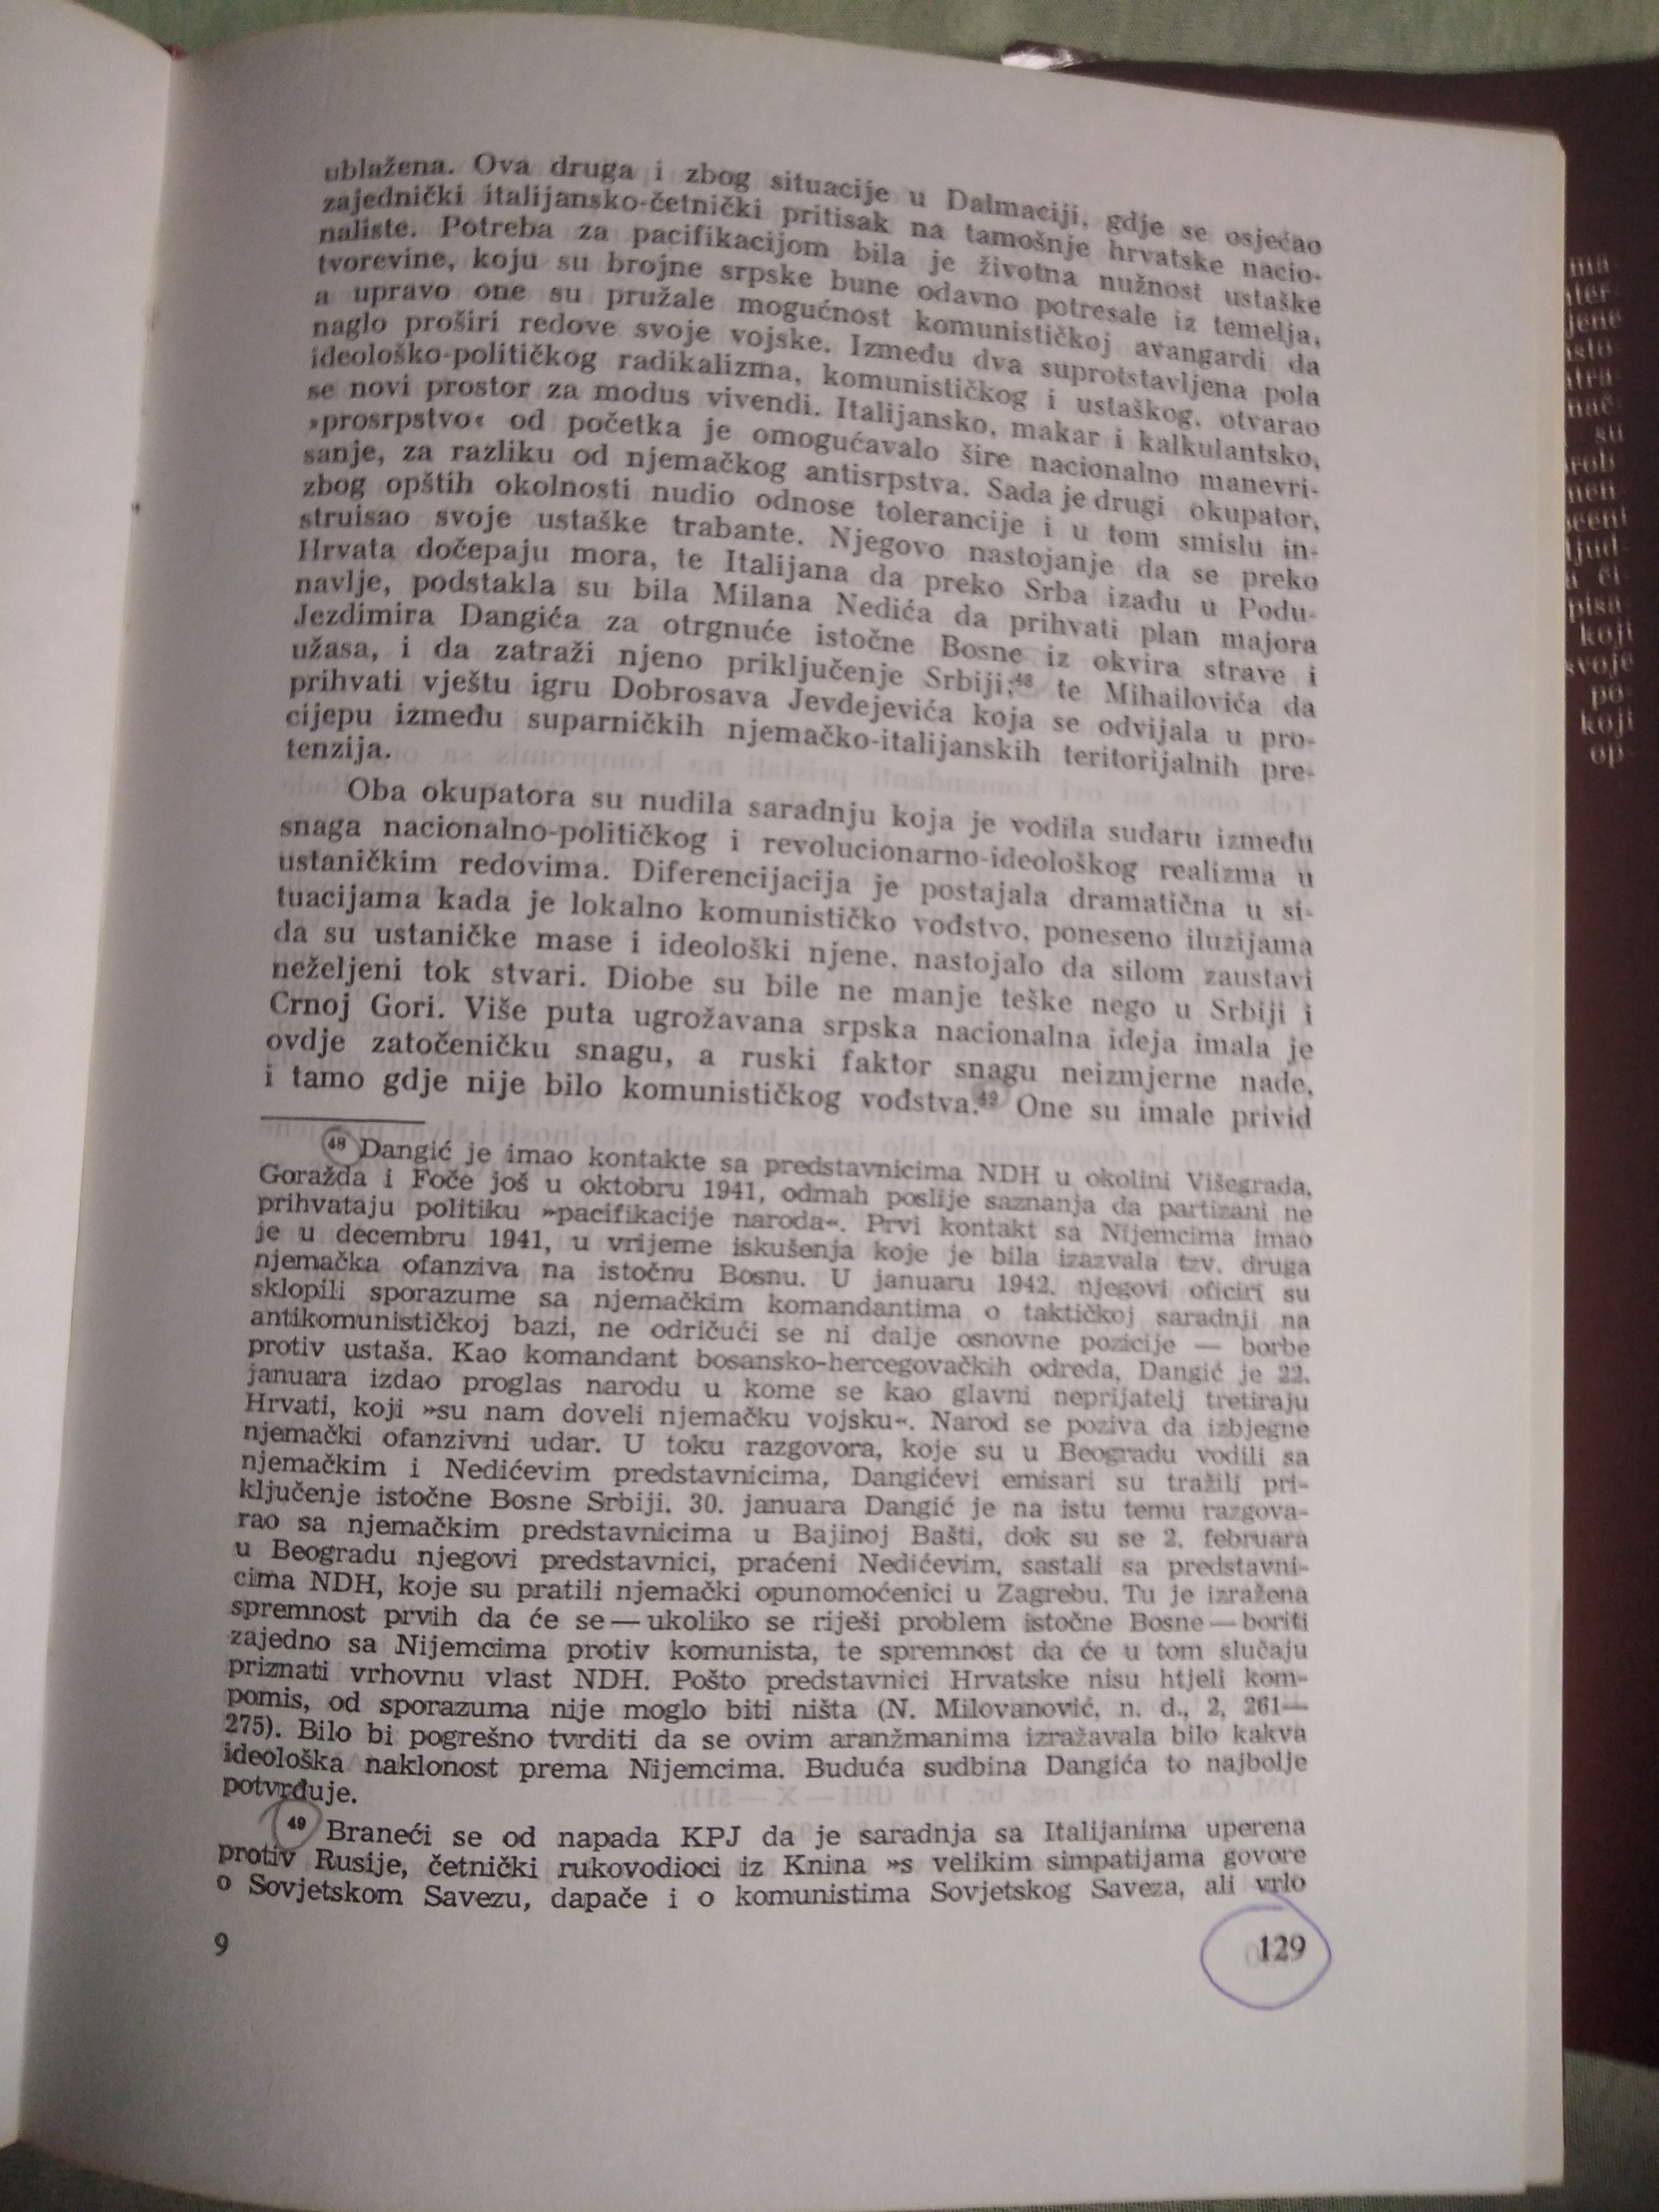 ublažena. Ova druga i zbog situacije u Dalmaciji, gdje se osjećao
zajednički italijansko-četnički pritisak na tamošnje hrvatske nacio-
naliste. Potreba za pacifikacijom bila je životna nužnost ustaške
tvorevine, koju su brojne srpske bune odavno potresale iz temelja,
a upravo one su pružale mogućnost komunističkoj avangardi da
naglo proširi redove svoje vojske. Između dva suprotstavljena pola
ideološko-političkog radikalizma, komunističkog i ustaškog, otvarao
se novi prostor za modus vivendi. Italijansko, makar i kalkulantsko,
»prosrpstvo« od početka je omogućavalo šire nacionalno manevri-
sanje, za razliku od njemačkog antisrpstva. Sada je drugi okupator,
zbog opštih okolnosti nudio odnose tolerancije i u tom smislu in-
struisao svoje ustaške trabante. Njegovo nastojanje da se preko
Hrvata dočepaju mora, te Italijana da preko Srba izađu u Podu-
navlje, podstakla su bila Milana Nedića da prihvati plan majora
Jezdimira Dangića za otrgnuće istočne Bosne iz okvira strave i
užasa, i da zatraži njeno priključenje Srbiji;48 te Mihailovića da
prihvati vještu igru Dobrosava Jevdejevića koja se odvijala u pro-
cijepu između suparničkih njemačko-italijanskih teritorijalnih pre-
tenzija.
Oba okupatora su nudila saradnju koja je vodila sudaru između
snaga nacionalno-političkog i revolucionarno-ideološkog realizma u
ustaničkim redovima. Diferencijacija je postajala dramatična u si-
tuacijama kada je lokalno komunističko vođstvo, poneseno iluzijama
da su ustaničke mase i ideološki njene, nastojalo da silom zaustavi
neželjeni tok stvari. Diobe su bile ne manje teške nego u Srbiji i
Crnoj Gori. Više puta ugrožavana srpska nacionalna ideja imala je
ovdje zatočeničku snagu, a ruski faktor snagu neizmjerne nade,
i tamo gdje nije bilo komunističkog vođstva.49 One su imale privid
48 Dangić je imao kontakte sa predstavnicima NDH u okolini Višegrada,
Goražda i Foče još u oktobru 1941, odmah poslije saznanja da partizani ne
prihvataju politiku »pacifikacije naroda«. Prvi kontakt sa Nijemcima imao
je u decembru 1941, u vrijeme iskušenja koje je bila izazvala tzv. druga
njemačka ofanziva na istočnu Bosnu. U januaru 1942. njegovi oficiri su
sklopili sporazume sa njemačkim komandantima o taktičkoj saradnji na
antikomunističkoj bazi, ne odričući se ni dalje osnovne pozicije — borbe
protiv ustaša. Kao komandant bosansko-hercegovačkih odreda, Dangić je 22.
januara izdao proglas narodu u kome se kao glavni neprijatelj tretiraju
Hrvati, koji »su nam doveli njemačku vojsku«. Narod se poziva da izbjegne
njemački ofanzivni udar. U toku razgovora, koje su u Beogradu vodili sa
njemačkim i Nedićevim predstavnicima, Dangićevi emisari su tražili pri-
ključenje istočne Bosne Srbiji. 30. januara Dangić je na istu temu razgova-
rao sa njemačkim predstavnicima u Bajinoj Bašti, dok su se 2. februara
u Beogradu njegovi predstavnici, praćeni Nedićevim, sastali sa predstavni-
cima NDH, koje su pratili njemački opunomoćenici u Zagrebu. Tu je izražena
spremnost prvih da će se — ukoliko se riješi problem istočne Bosne — boriti
zajedno sa Nijemcima protiv komunista, te spremnost da će u tom slučaju
priznati vrhovnu vlast NDH. Pošto predstavnici Hrvatske nisu htjeli kom-
pomis, od sporazuma nije moglo biti ništa (N. Milovanović, n. d., 2, 261—
275). Bilo bi pogrešno tvrditi da se ovim aranžmanima izražavala bilo kakva
ideološka naklonost prema Nijemcima. Buduća sudbina Dangića to najbolje
potvrđuje.
49 Braneći se od napada KPJ da je saradnja sa Italijanima uperena
protiv Rusije, četnički rukovodioci iz Knina »s velikim simpatijama govore
o Sovjetskom Savezu, dapače i o komunistima Sovjetskog Saveza, ali vrlo
9
129